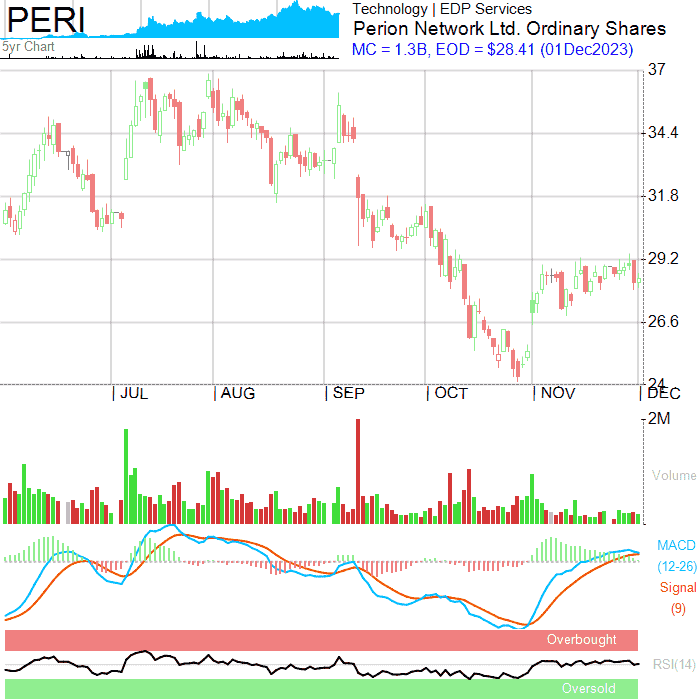 PERI
5yr Chart
Technology | EDP Services
Perion Network Ltd. Ordinary Shares
MC = 1.3B, EOD = $28.41 (01Dec2023)
37
34.4
31.8
29.2
26.6
24
JUL AUG SEP OCT NOV DEC
2M
Volume
MACD
(12-26)
Signal
(9)
Overbought
RSI(14)
Oversold